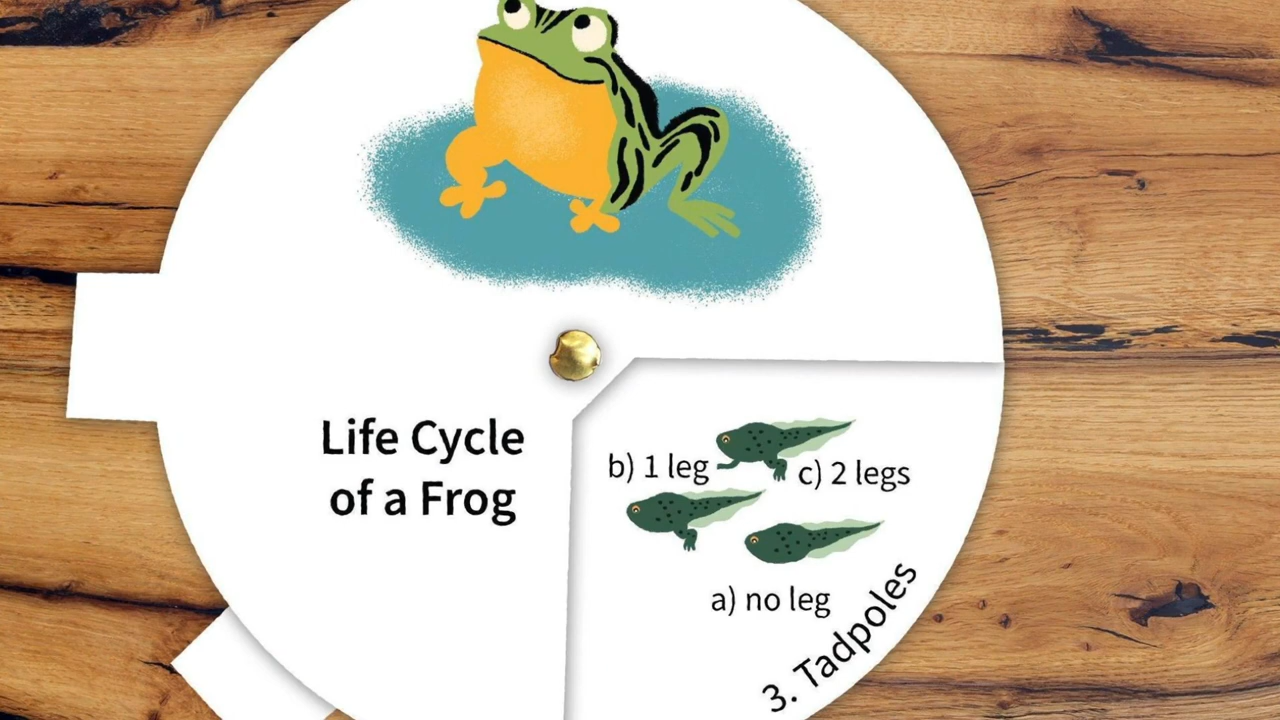 Life Cycle
of a Frog
b) 1 leg
c) 2 legs
a) no leg
3. Tadpoles